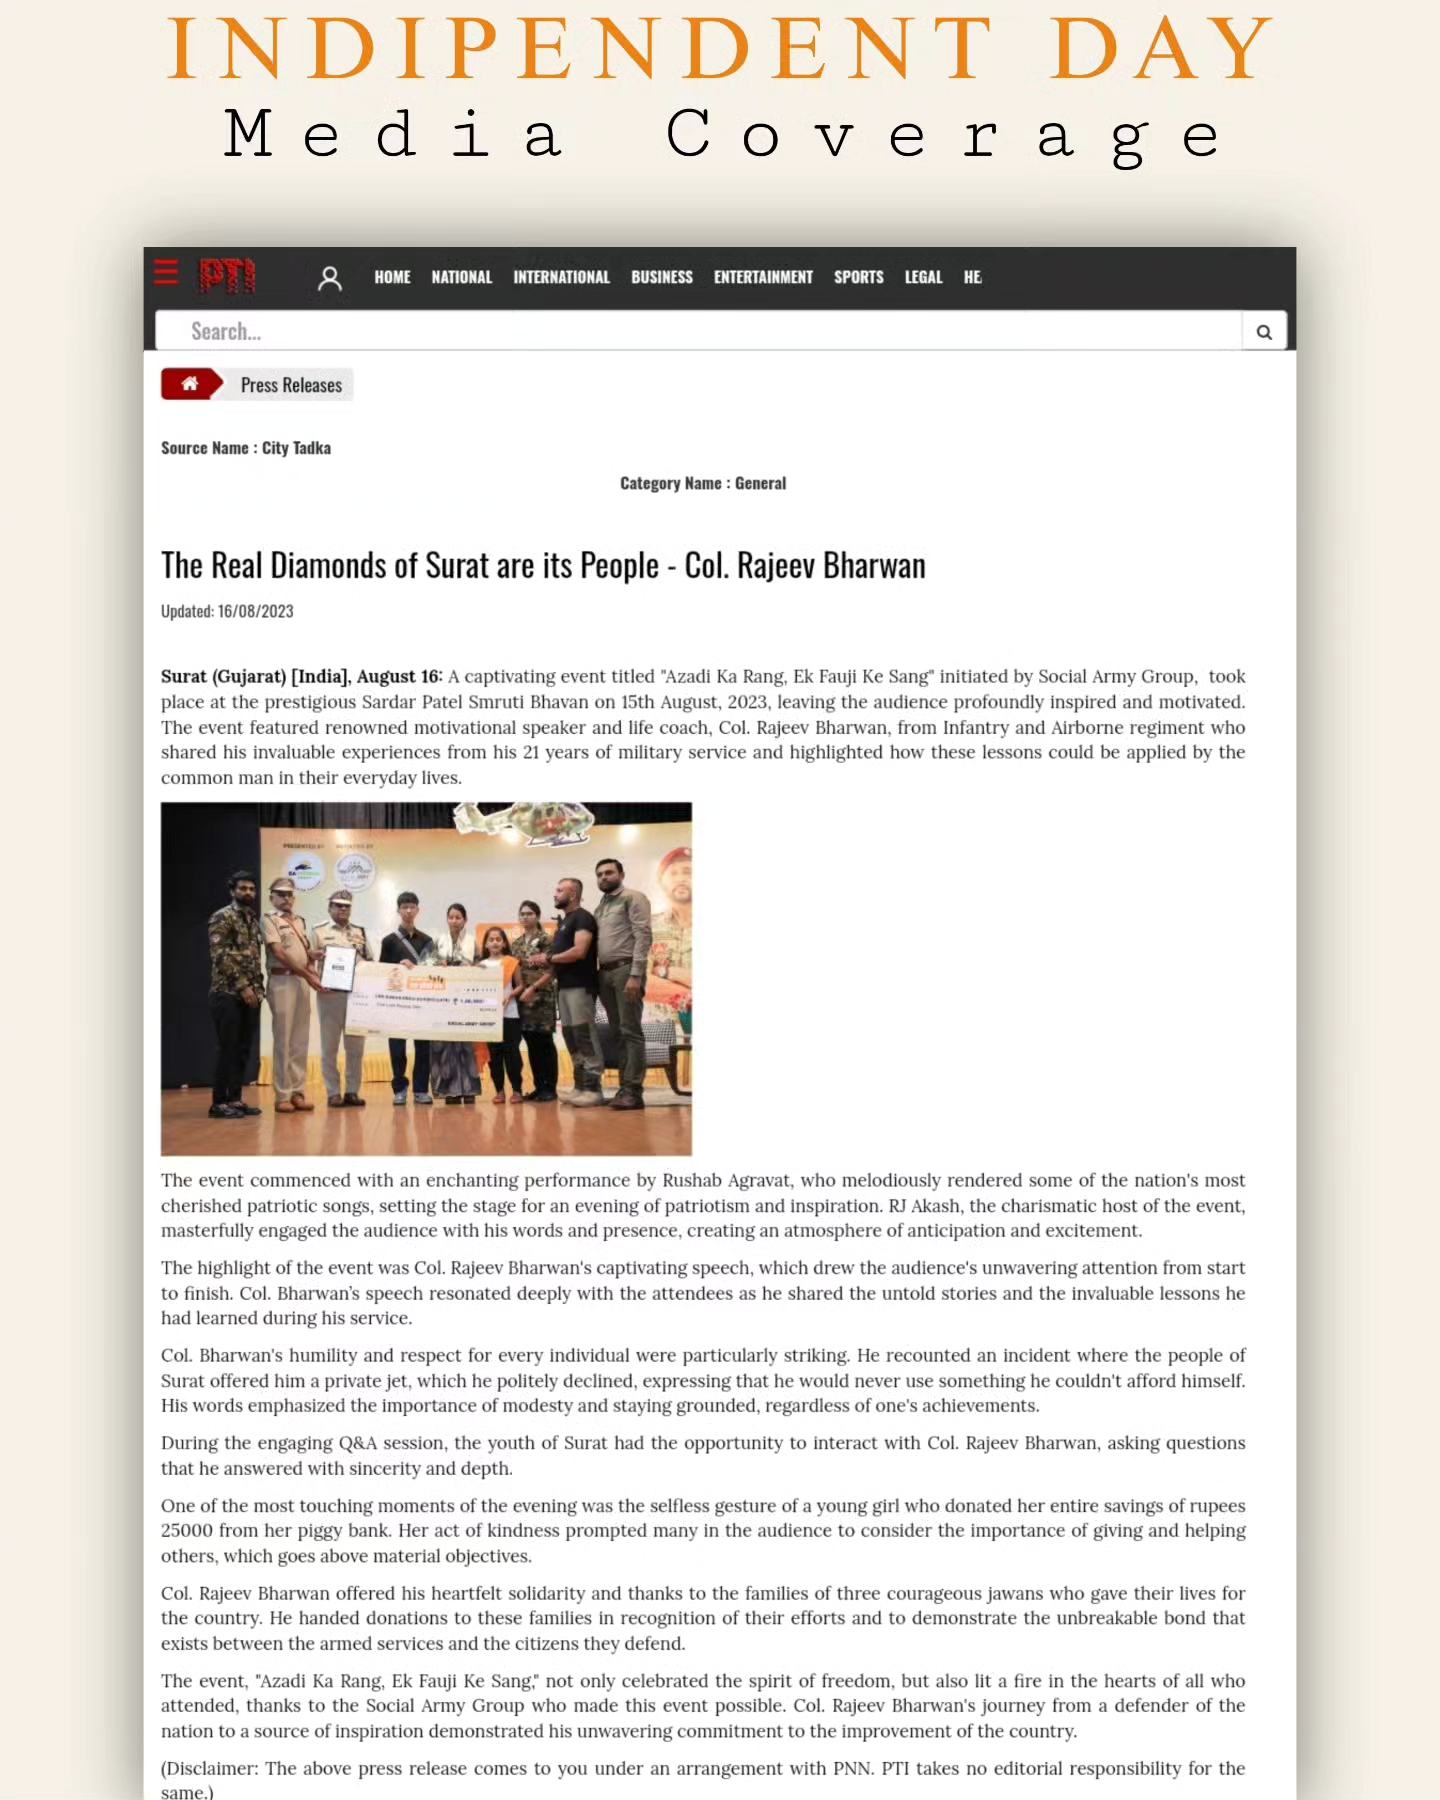 INDIPENDENT DAY
Media Coverage
PTI
HOME NATIONAL INTERNATIONAL BUSINESS ENTERTAINMENT SPORTS LEGAL HE
Search...
Press Releases
Source Name : City Tadka
Category Name : General
The Real Diamonds of Surat are its People - Col. Rajeev Bharwan
Updated: 16/08/2023
Surat (Gujarat) [India], August 16: A captivating event titled "Azadi Ka Rang, Ek Fauji Ke Sang" initiated by Social Army Group, took
place at the prestigious Sardar Patel Smruti Bhavan on 15th August, 2023, leaving the audience profoundly inspired and motivated.
The event featured renowned motivational speaker and life coach, Col. Rajeev Bharwan, from Infantry and Airborne regiment who
shared his invaluable experiences from his 21 years of military service and highlighted how these lessons could be applied by the
common man in their everyday lives.
PRESENTED BY INITIATED BY
SOCIAL ARMY GROUP
The event commenced with an enchanting performance by Rushab Agravat, who melodiously rendered some of the nation's most
cherished patriotic songs, setting the stage for an evening of patriotism and inspiration. RJ Akash, the charismatic host of the event,
masterfully engaged the audience with his words and presence, creating an atmosphere of anticipation and excitement.
The highlight of the event was Col. Rajeev Bharwan's captivating speech, which drew the audience's unwavering attention from start
to finish. Col. Bharwan’s speech resonated deeply with the attendees as he shared the untold stories and the invaluable lessons he
had learned during his service.
Col. Bharwan's humility and respect for every individual were particularly striking. He recounted an incident where the people of
Surat offered him a private jet, which he politely declined, expressing that he would never use something he couldn't afford himself.
His words emphasized the importance of modesty and staying grounded, regardless of one's achievements.
During the engaging Q&A session, the youth of Surat had the opportunity to interact with Col. Rajeev Bharwan, asking questions
that he answered with sincerity and depth.
One of the most touching moments of the evening was the selfless gesture of a young girl who donated her entire savings of rupees
25000 from her piggy bank. Her act of kindness prompted many in the audience to consider the importance of giving and helping
others, which goes above material objectives.
Col. Rajeev Bharwan offered his heartfelt solidarity and thanks to the families of three courageous jawans who gave their lives for
the country. He handed donations to these families in recognition of their efforts and to demonstrate the unbreakable bond that
exists between the armed services and the citizens they defend.
The event, "Azadi Ka Rang, Ek Fauji Ke Sang," not only celebrated the spirit of freedom, but also lit a fire in the hearts of all who
attended, thanks to the Social Army Group who made this event possible. Col. Rajeev Bharwan's journey from a defender of the
nation to a source of inspiration demonstrated his unwavering commitment to the improvement of the country.
(Disclaimer: The above press release comes to you under an arrangement with PNN. PTI takes no editorial responsibility for the
same.)